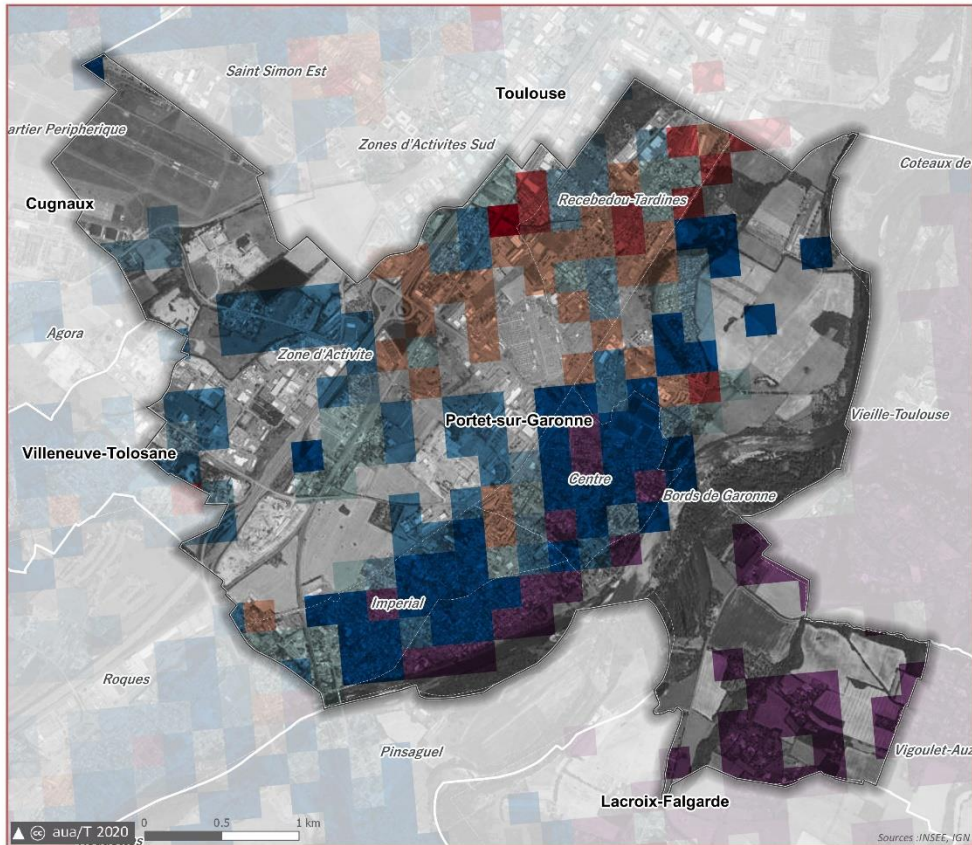 Saint Simon Est
Toulouse
artier Peripherique
Zones d'Activites Sud
Coteaux de
Cugnaux
Recebedou-Tardines
Agora
Zone d'Activite
Portet-sur-Garonne
Vieille-Toulouse
Villeneuve-Tolosane
Centre
Bords de Garonne
Imperial
Roques
Pinsaguel
Vigoulet-Auz
Lacroix-Falgarde
▲ cc aua/T 2020
0 0.5 1 km
Sources :INSEE, IGN